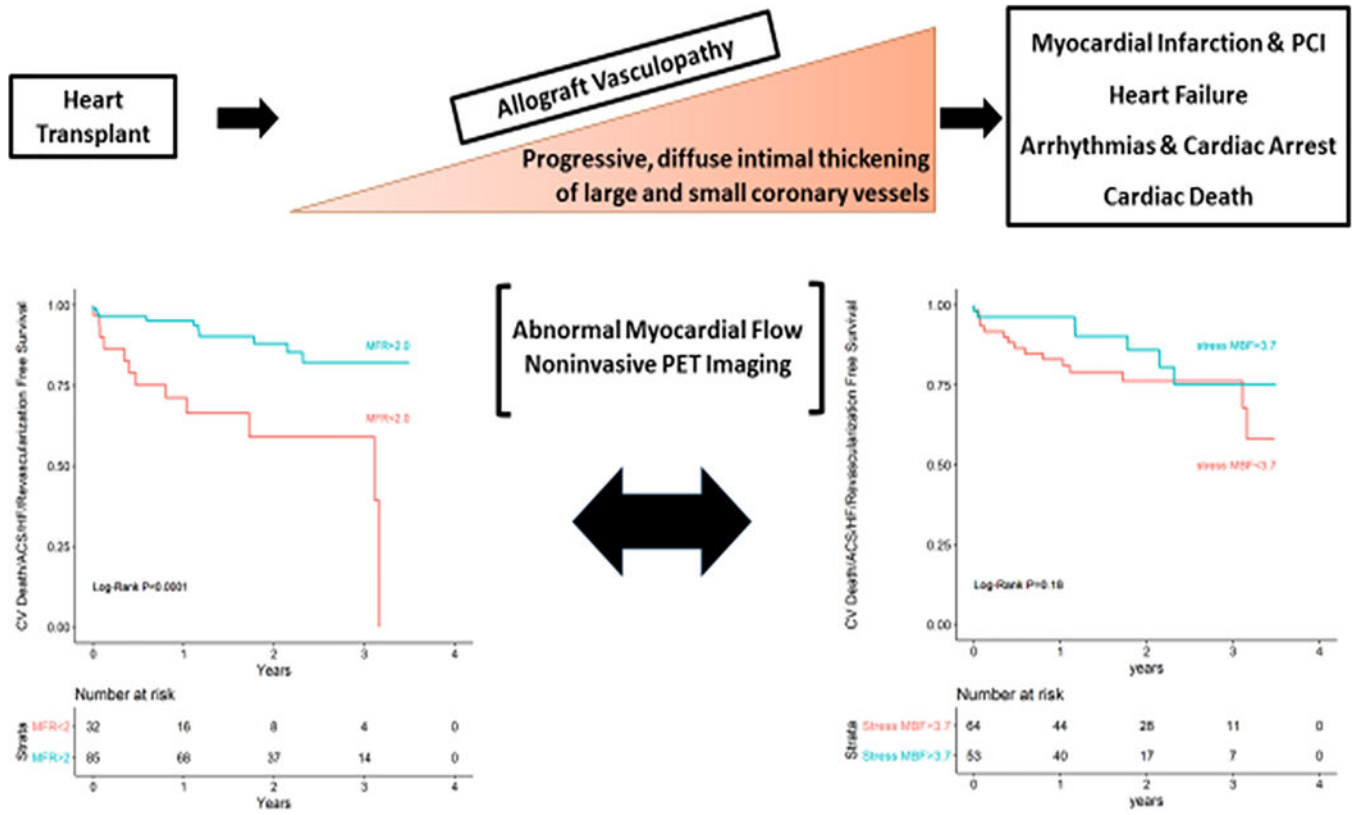 Heart
Transplant
Allograft Vasculopathy
Progressive, diffuse intimal thickening
of large and small coronary vessels
Myocardial Infarction & PCI
Heart Failure
Arrhythmias & Cardiac Arrest
Cardiac Death
CV Death/ACS/HF/Revascularization Free Survival
1.00
0.75
0.50
0.25
0.00
MFR>2.0
MFR<2.0
Log-Rank P=0.0001
0 1 2 3 4
Years
Number at risk
Strata
MFR<2 32 16 8 4 0
MFR>2 85 68 37 14 0
0 1 2 3 4
Years
Abnormal Myocardial Flow
Noninvasive PET Imaging
CV Death/ACS/HF/Revascularization Free Survival
1.00
0.75
0.50
0.25
0.00
stress MBF>3.7
stress MBF<3.7
Log-Rank P=0.18
0 1 2 3 4
years
Number at risk
Strata
Stress MBF<3.7 64 44 28 11 0
Stress MBF>3.7 53 40 17 7 0
0 1 2 3 4
years